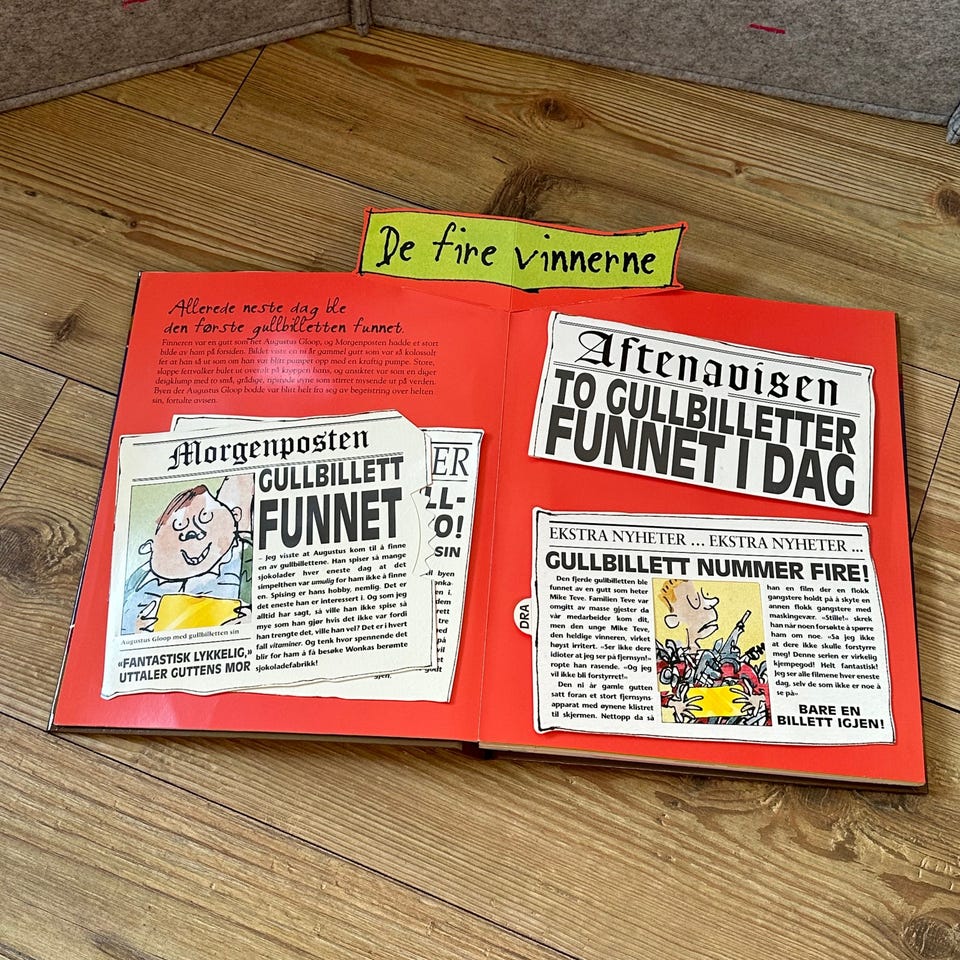 De fire vinnerne
Allerede neste dag ble
den første gullbilletten funnet.
Finneren var en gutt som het Augustus Gloop, og Morgenposten hadde et stort
bilde av ham på forsiden. Bildet viste en ni år gammel gutt som var så kolossalt
fet at han så ut som om han var blitt pumpet opp med en kraftig pumpe. Store,
slappe fettvalker bulet ut overalt på kroppen hans, og ansiktet var som en diger
deigklump med to små, grådige, rosinøde øyne som stirret mysende ut på verden.
Byen der Augustus Gloop bodde var blitt helt fra seg av begeistring over helten
sin, fortalte avisen.
Morgenposten
GULLBILLETT
FUNNET
– Jeg visste at Augustus kom til å finne
en av gullbillettene. Han spiser så mange
sjokolader hver eneste dag at det
simpelthen var umulig for ham ikke å finne
en. Spising er hans hobby, nemlig. Det er
det eneste han er interessert i. Og som jeg
alltid har sagt, så ville han ikke spise så
mye som han gjør hvis det ikke var fordi
han trengte det, ville han vel? Det er i hvert
fall vitaminer. Og tenk hvor spennende det
blir for ham å få besøke Wonkas berømte
sjokoladefabrikk!
Augustus Gloop med gullbilletten sin
«FANTASTISK LYKKELIG,»
UTTALER GUTTENS MOR
ER
LL-
O!
SIN
byen
Aftenavisen
TO GULLBILLETTER
FUNNET I DAG
DRA
EKSTRA NYHETER ... EKSTRA NYHETER ...
GULLBILLETT NUMMER FIRE!
Den fjerde gullbilletten ble
funnet av en gutt som heter
Mike Teve. Familien Teve var
omgitt av masse gjester da
vår medarbeider kom dit,
men den unge Mike Teve,
den heldige vinneren, virket
høyst irritert. «Ser ikke dere
idioter at jeg ser på fjernsyn!»
ropte han rasende. «Og jeg
vil ikke bli forstyrret!»
Den ni år gamle gutten
satt foran et stort fjernsyns-
apparat med øynene klistret
til skjermen. Nettopp da så
han en film der en flokk
gangstere holdt på å skyte en
annen flokk gangstere med
maskingevær. «Stille!» skrek
han når noen forsøkte å spørre
ham om noe. «Sa jeg ikke
at dere ikke skulle forstyrre
meg! Denne serien er virkelig
kjempegod! Helt fantastisk!
Jeg ser alle filmene hver eneste
dag, selv de som ikke er noe å
se på»
BARE EN
BILLETT IGJEN!